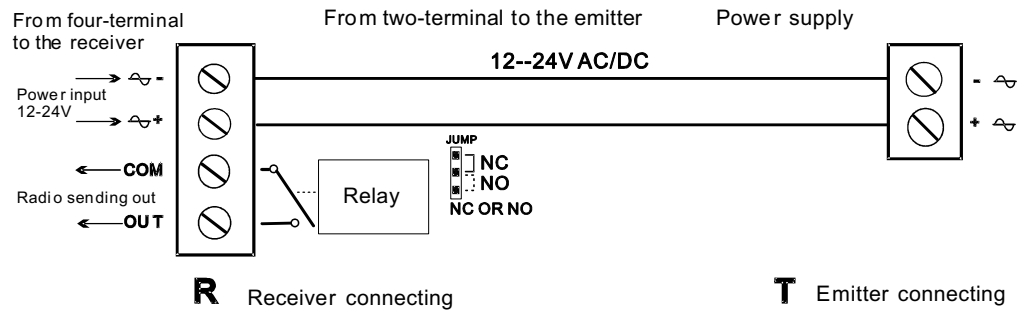 From four-terminal
to the receiver
From two-terminal to the emitter
Power supply
12--24V AC/DC
-
Power input
12-24V
+
COM
Radio sending out
OUT
Relay
JUMP
NC
NO
NC OR NO
-
+
R Receiver connecting
T Emitter connecting